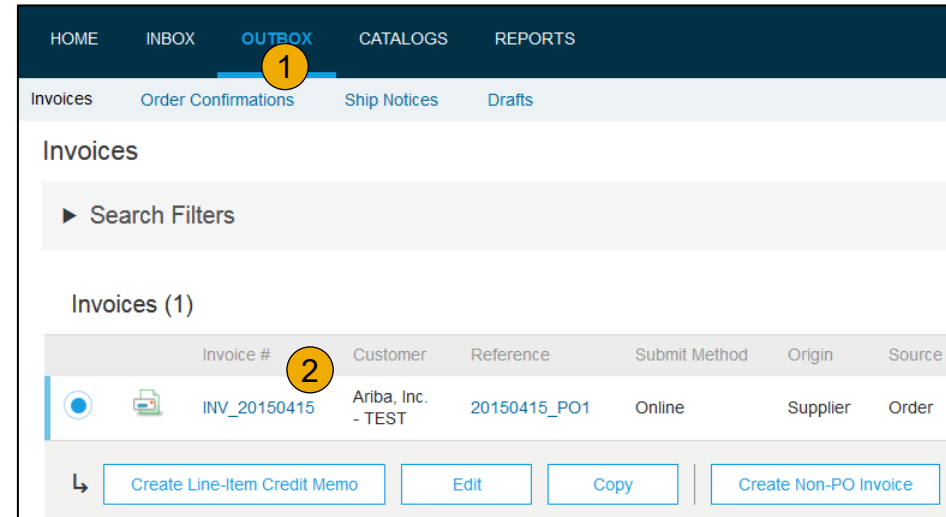 HOME INBOX OUTBOX CATALOGS REPORTS
1
Invoices Order Confirmations Ship Notices Drafts
Invoices
Search Filters
Invoices (1)
Invoice # Customer Reference Submit Method Origin Source
2
INV_20150415 Ariba, Inc. - TEST 20150415_PO1 Online Supplier Order
Create Line-Item Credit Memo Edit Copy Create Non-PO Invoice